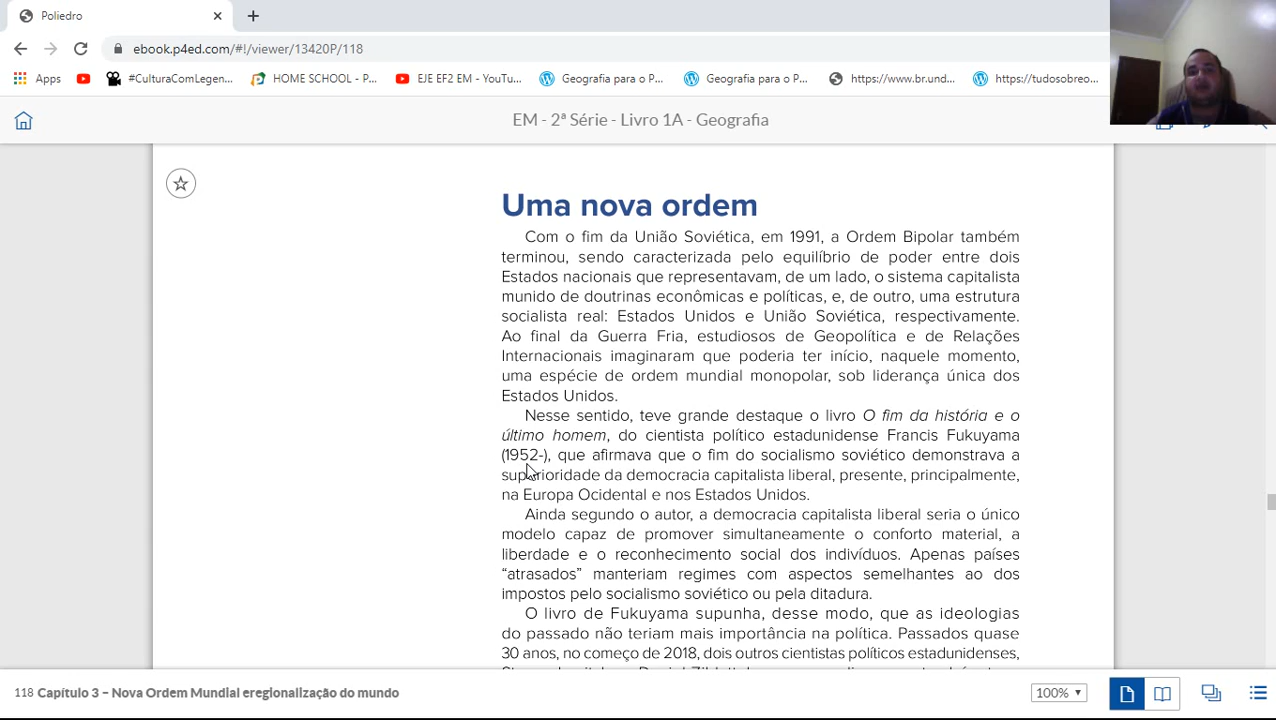 Poliedro
ebook.p4ed.com/#!/viewer/13420P/118
Apps
#CulturaComLegen...
HOME SCHOOL - P...
EJE EF2 EM - YouTu...
Geografia para o P...
Geografia para o P...
https://www.br.und...
https://tudosobreo...
EM - 2ª Série - Livro 1A - Geografia
Uma nova ordem
Com o fim da União Soviética, em 1991, a Ordem Bipolar também
terminou, sendo caracterizada pelo equilíbrio de poder entre dois
Estados nacionais que representavam, de um lado, o sistema capitalista
munido de doutrinas econômicas e políticas, e, de outro, uma estrutura
socialista real: Estados Unidos e União Soviética, respectivamente.
Ao final da Guerra Fria, estudiosos de Geopolítica e de Relações
Internacionais imaginaram que poderia ter início, naquele momento,
uma espécie de ordem mundial monopolar, sob liderança única dos
Estados Unidos.
Nesse sentido, teve grande destaque o livro O fim da história e o
último homem, do cientista político estadunidense Francis Fukuyama
(1952-), que afirmava que o fim do socialismo soviético demonstrava a
superioridade da democracia capitalista liberal, presente, principalmente,
na Europa Ocidental e nos Estados Unidos.
Ainda segundo o autor, a democracia capitalista liberal seria o único
modelo capaz de promover simultaneamente o conforto material, a
liberdade e o reconhecimento social dos indivíduos. Apenas países
“atrasados” manteriam regimes com aspectos semelhantes ao dos
impostos pelo socialismo soviético ou pela ditadura.
O livro de Fukuyama supunha, desse modo, que as ideologias
do passado não teriam mais importância na política. Passados quase
30 anos, no começo de 2018, dois outros cientistas políticos estadunidenses,
118 Capítulo 3 – Nova Ordem Mundial eregionalização do mundo
100%